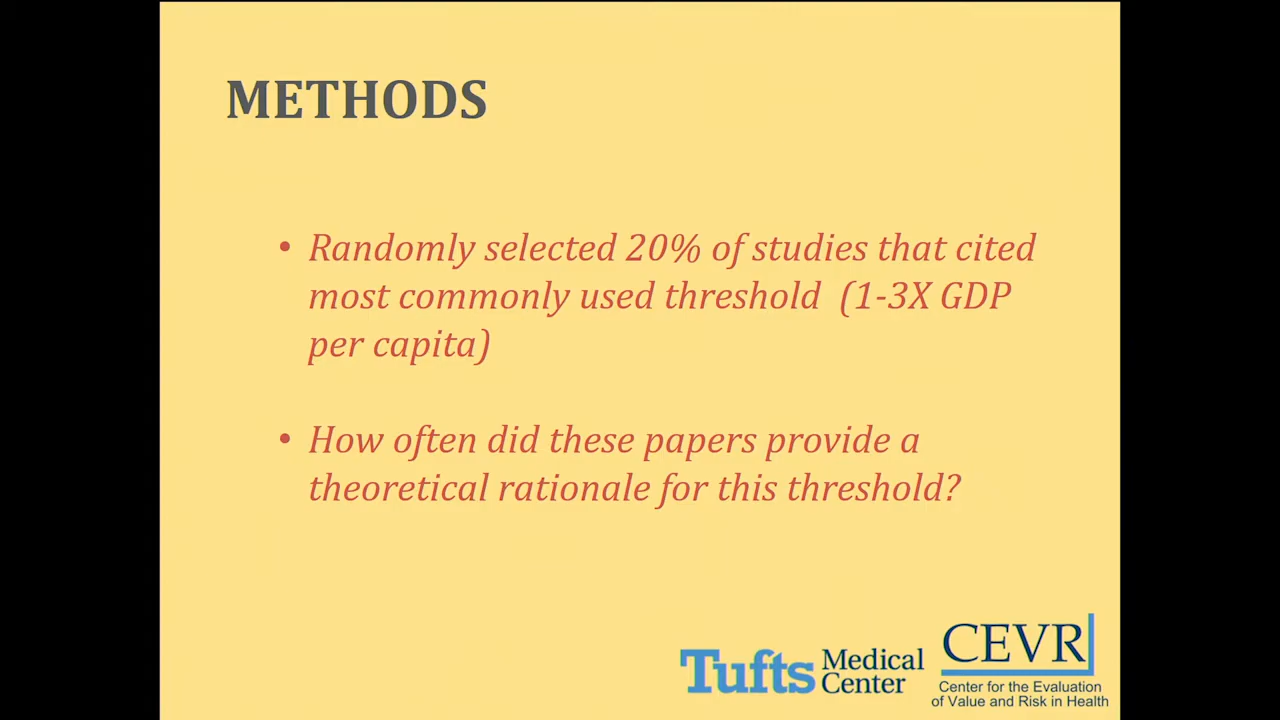 METHODS
• Randomly selected 20% of studies that cited
most commonly used threshold (1-3X GDP
per capita)
• How often did these papers provide a
theoretical rationale for this threshold?
Tufts Medical Center
CEVR
Center for the Evaluation
of Value and Risk in Health